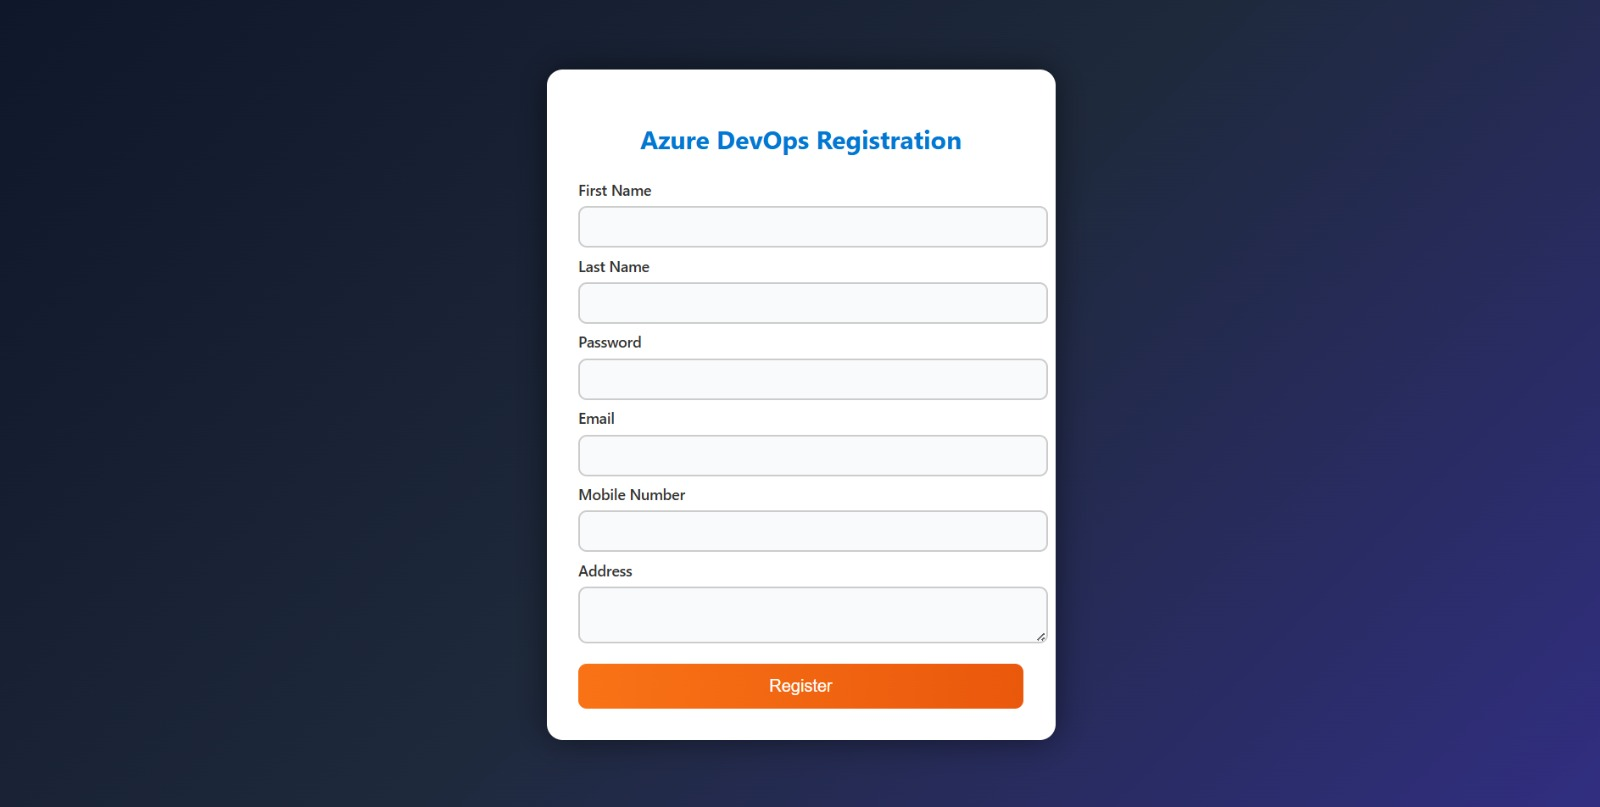 Azure DevOps Registration
First Name
Last Name
Password
Email
Mobile Number
Address
Register